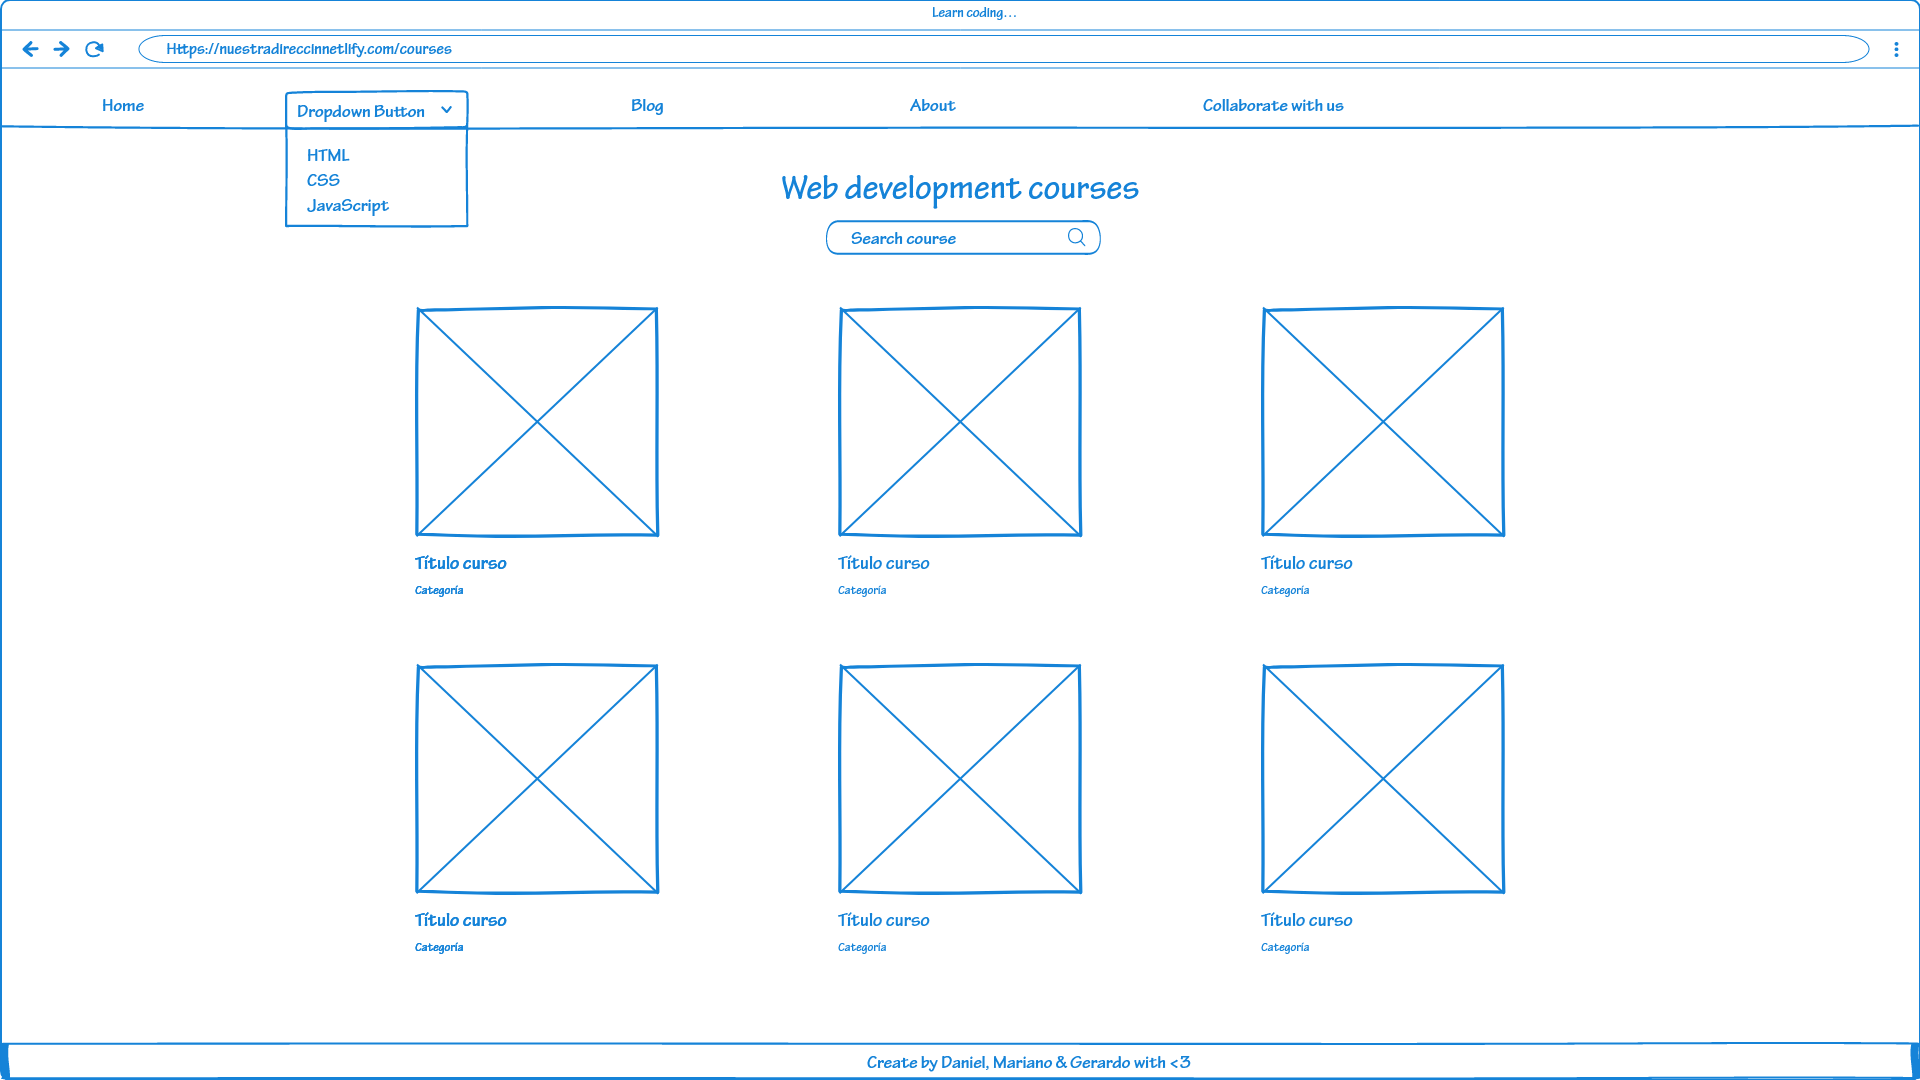 Learn coding...
Https://nuestradireccinnetlify.com/courses
Home
Dropdown Button
Blog
About
Collaborate with us
HTML
CSS
JavaScript
Web development courses
Search course
Título curso
Categoría
Título curso
Categoría
Título curso
Categoría
Título curso
Categoría
Título curso
Categoría
Título curso
Categoría
Create by Daniel, Mariano & Gerardo with <3